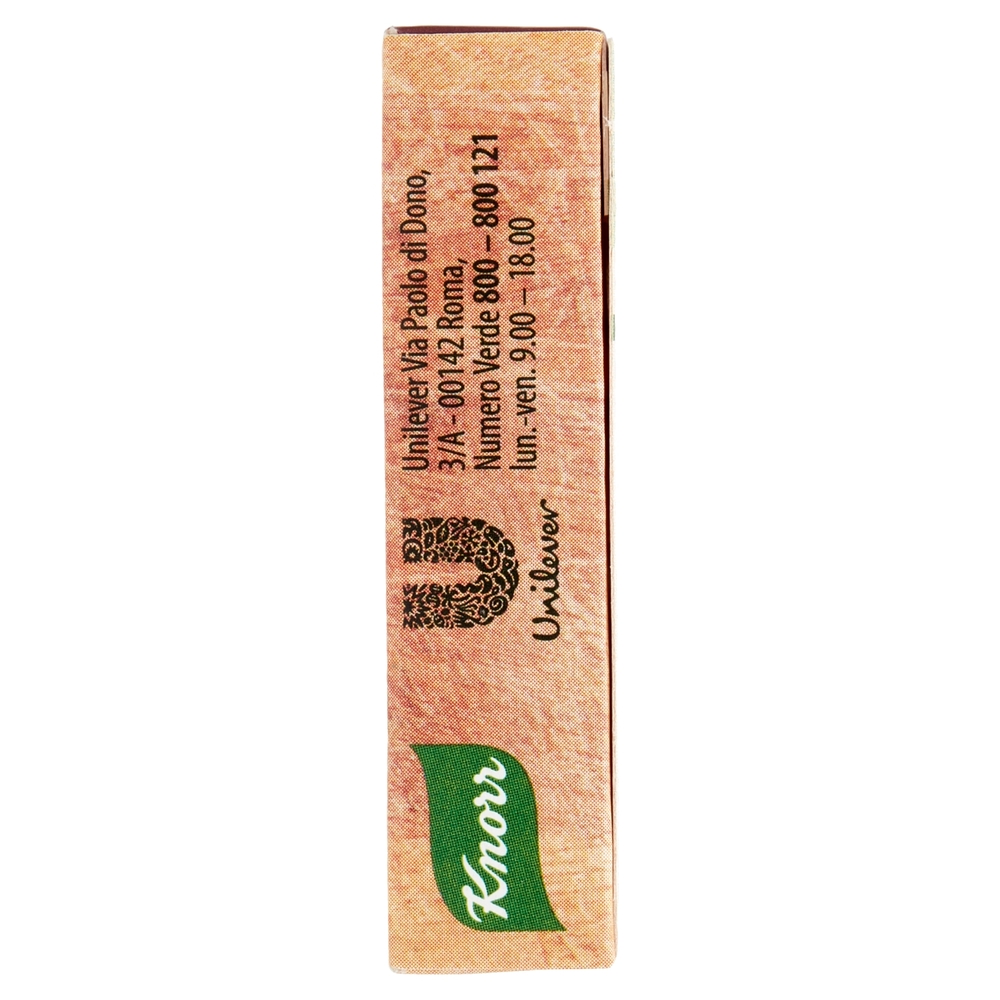 Knorr
Unilever
Unilever Via Paolo di Dono,
3/A - 00142 Roma,
Numero Verde 800 – 800 121
lun.-ven. 9.00 – 18.00